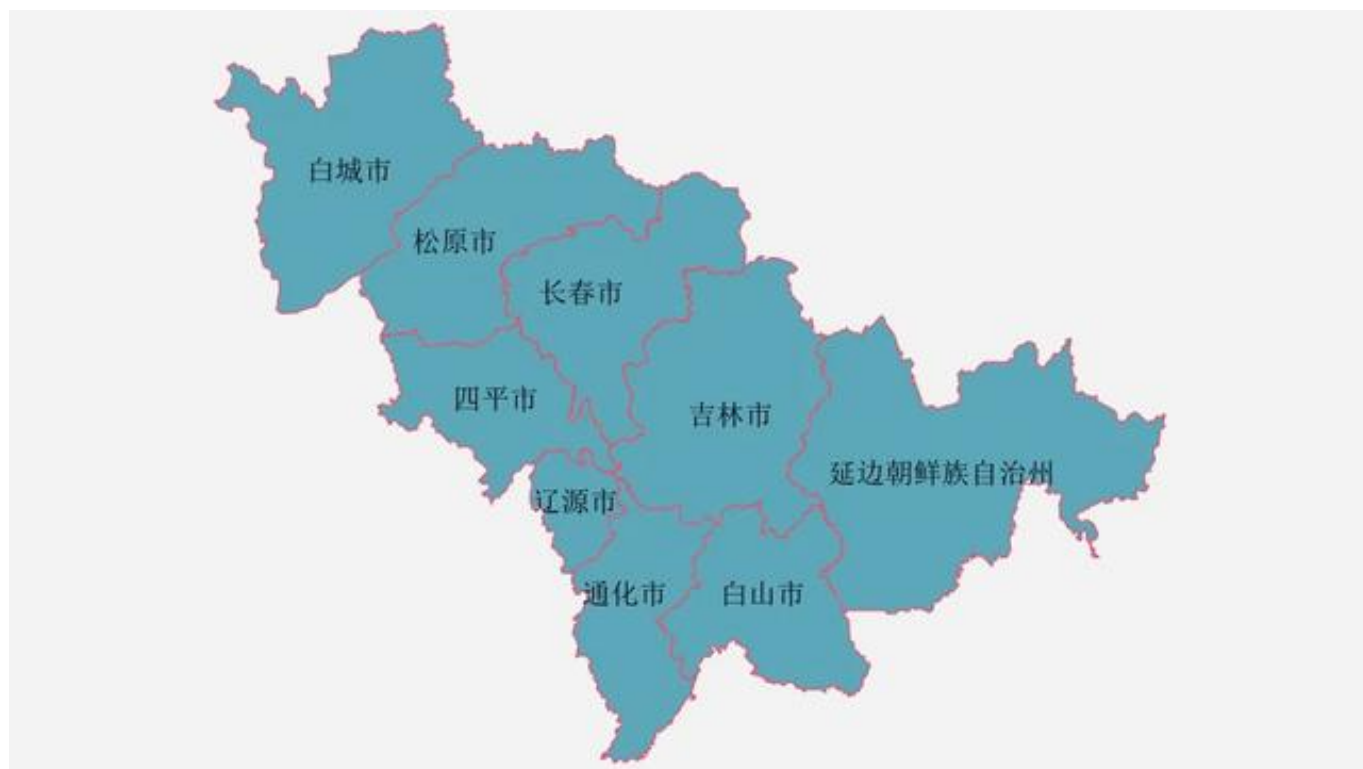 白城市
松原市
长春市
四平市
吉林市
延边朝鲜族自治州
辽源市
通化市
白山市